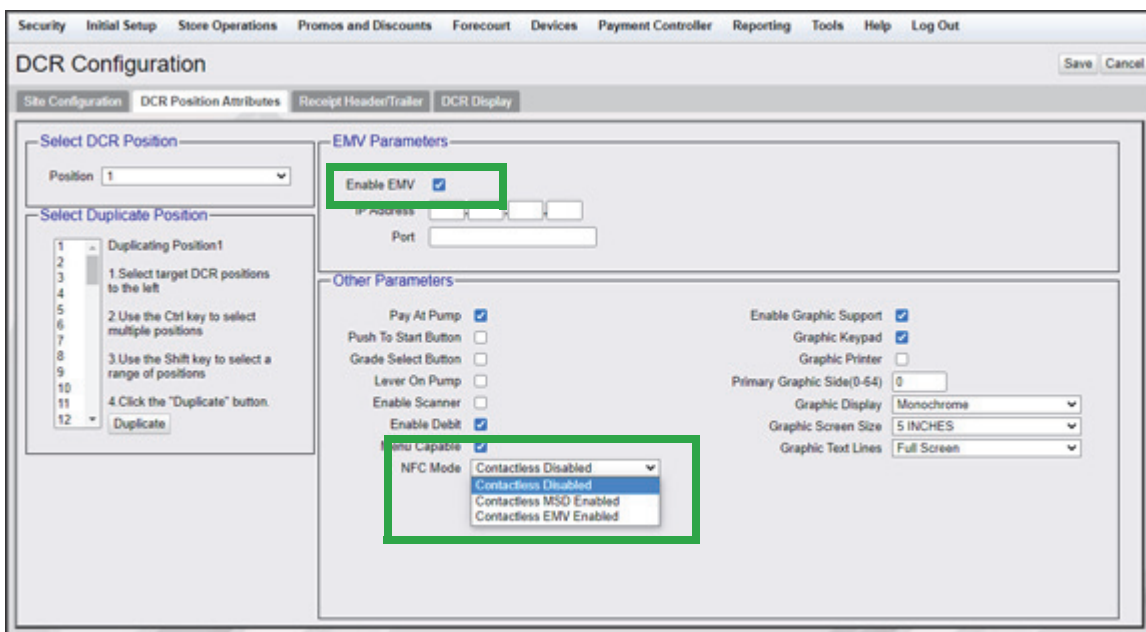 Security Initial Setup Store Operations Promos and Discounts Forecourt Devices Payment Controller Reporting Tools Help Log Out
DCR Configuration
Save Cancel
Site Configuration DCR Position Attributes Receipt Header/Trailer DCR Display
Select DCR Position
Position 1
Select Duplicate Position
1
2
3
4
5
6
7
8
9
10
11
12
Duplicating Position1
1.Select target DCR positions
to the left
2.Use the Ctrl key to select
multiple positions
3.Use the Shift key to select a
range of positions
4.Click the "Duplicate" button.
Duplicate
EMV Parameters
Enable EMV
IP Address
Port
Other Parameters
Pay At Pump
Push To Start Button
Grade Select Button
Lever On Pump
Enable Scanner
Enable Debit
Menu Capable
NFC Mode Contactless Disabled
Contactless Disabled
Contactless MSD Enabled
Contactless EMV Enabled
Enable Graphic Support
Graphic Keypad
Graphic Printer
Primary Graphic Side(0-64) 0
Graphic Display Monochrome
Graphic Screen Size 5 INCHES
Graphic Text Lines Full Screen